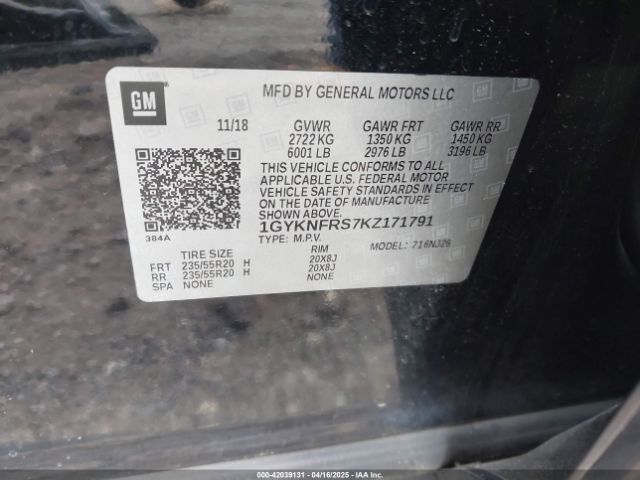 GM
MFD BY GENERAL MOTORS LLC
11/18 GVWR GAWR FRT GAWR RR
2722 KG 1350 KG 1450 KG
6001 LB 2976 LB 3196 LB
THIS VEHICLE CONFORMS TO ALL
APPLICABLE U.S. FEDERAL MOTOR
VEHICLE SAFETY STANDARDS IN EFFECT
ON THE DATE OF MANUFACTURE
SHOWN ABOVE.
1GYKNFRS7KZ171791
384A
TYPE: M.P.V. MODEL: 716NJ26
TIRE SIZE RIM
FRT 235/55R20 H 20X8J
RR 235/55R20 H 20X8J
SPA NONE NONE
000-42039131 - 04/16/2025 - IAA